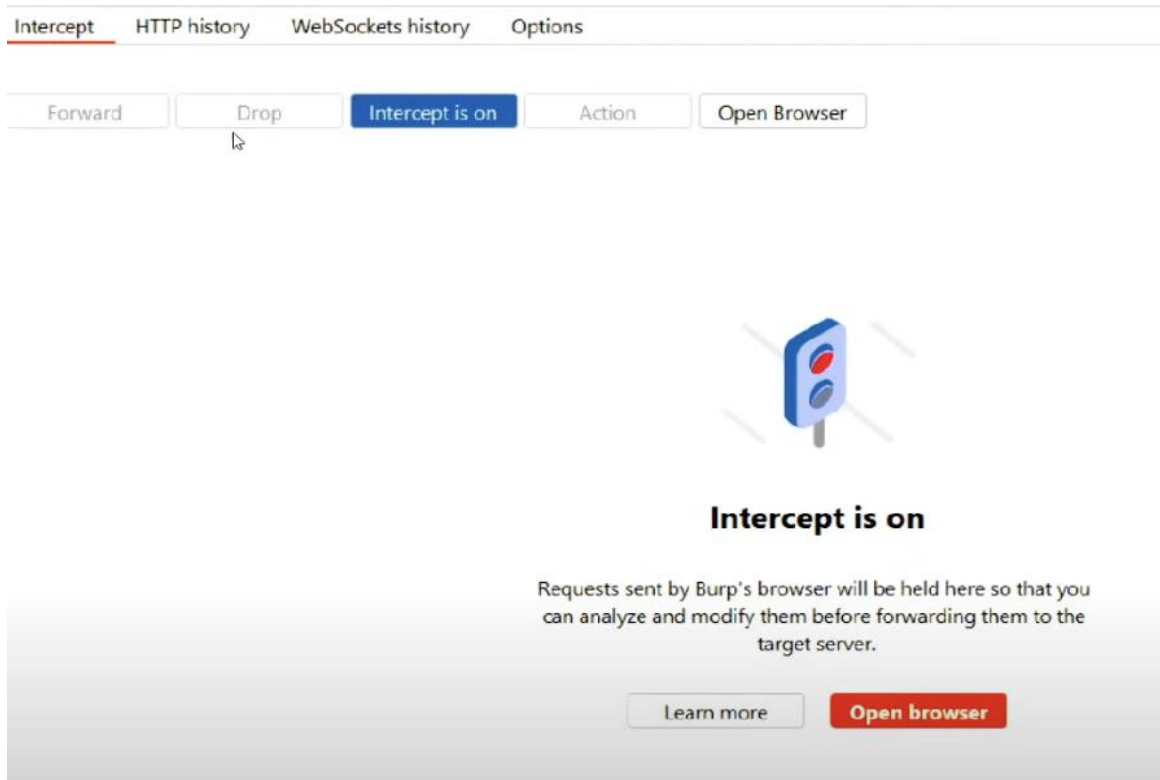 Intercept HTTP history WebSockets history Options
Forward Drop Intercept is on Action Open Browser
Intercept is on
Requests sent by Burp's browser will be held here so that you
can analyze and modify them before forwarding them to the
target server.
Learn more Open browser